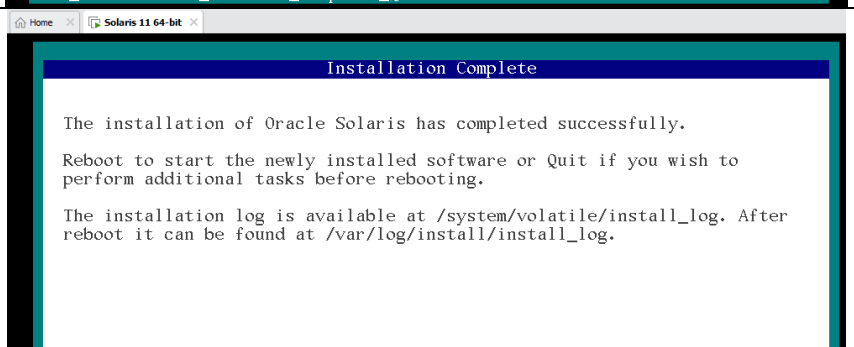 Home
Solaris 11 64-bit
Installation Complete
The installation of Oracle Solaris has completed successfully.
Reboot to start the newly installed software or Quit if you wish to
perform additional tasks before rebooting.
The installation log is available at /system/volatile/install_log. After
reboot it can be found at /var/log/install/install_log.